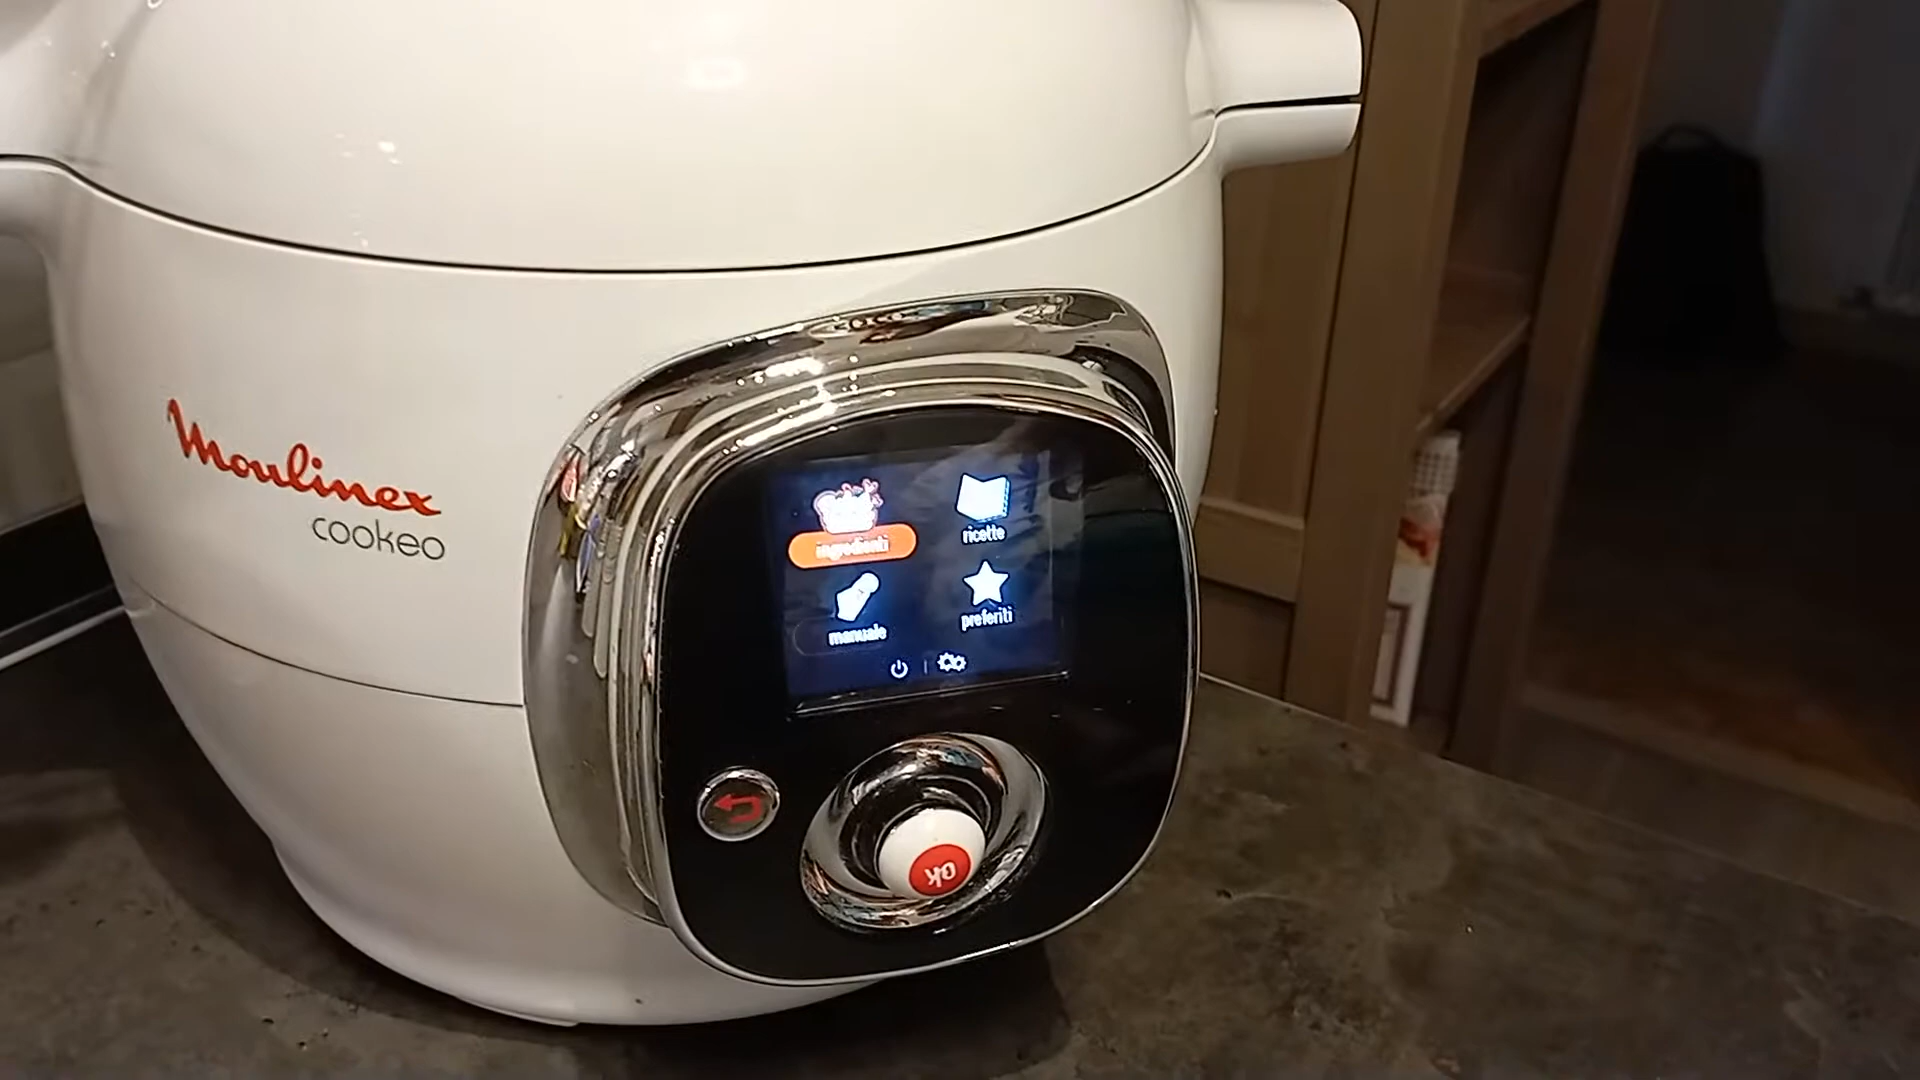 Moulinex
cookeo
ingredienti
ricette
manuale
preferiti
ok